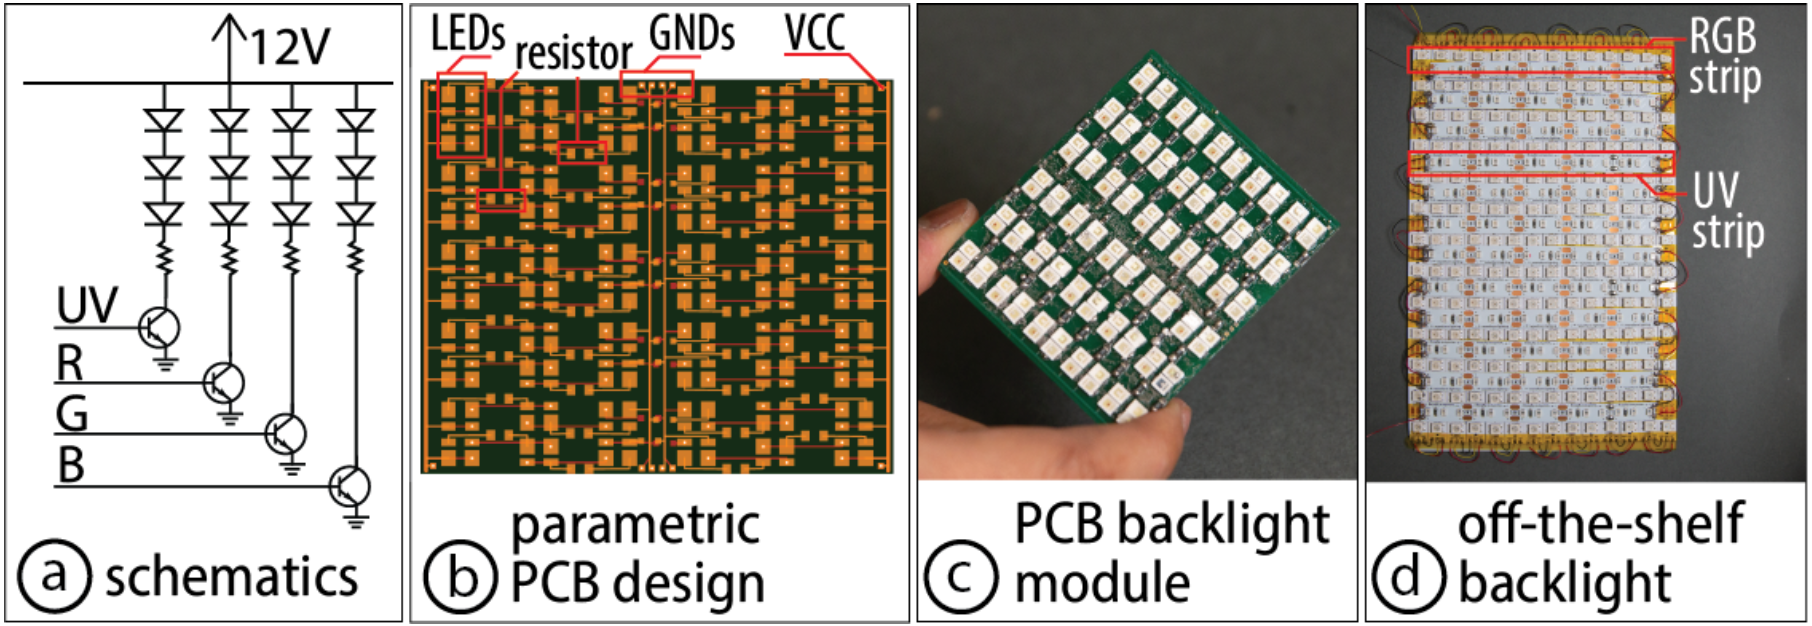 12V
UV
R
G
B
a schematics
LEDs resistor GNDs VCC
b parametric
PCB design
c PCB backlight
module
RGB
strip
UV
strip
d off-the-shelf
backlight